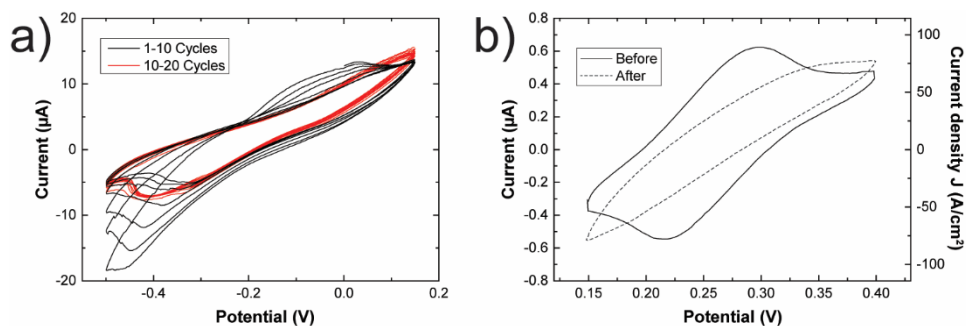 a)
1-10 Cycles
10-20 Cycles
Current (µA)
20
10
0
-10
-20
-0.4
-0.2
0.0
0.2
Potential (V)
b)
Before
After
Current (µA)
0.8
0.6
0.4
0.2
0.0
-0.2
-0.4
-0.6
-0.8
0.15
0.20
0.25
0.30
0.35
0.40
Potential (V)
100
50
0
-50
-100
Current density J (A/cm²)